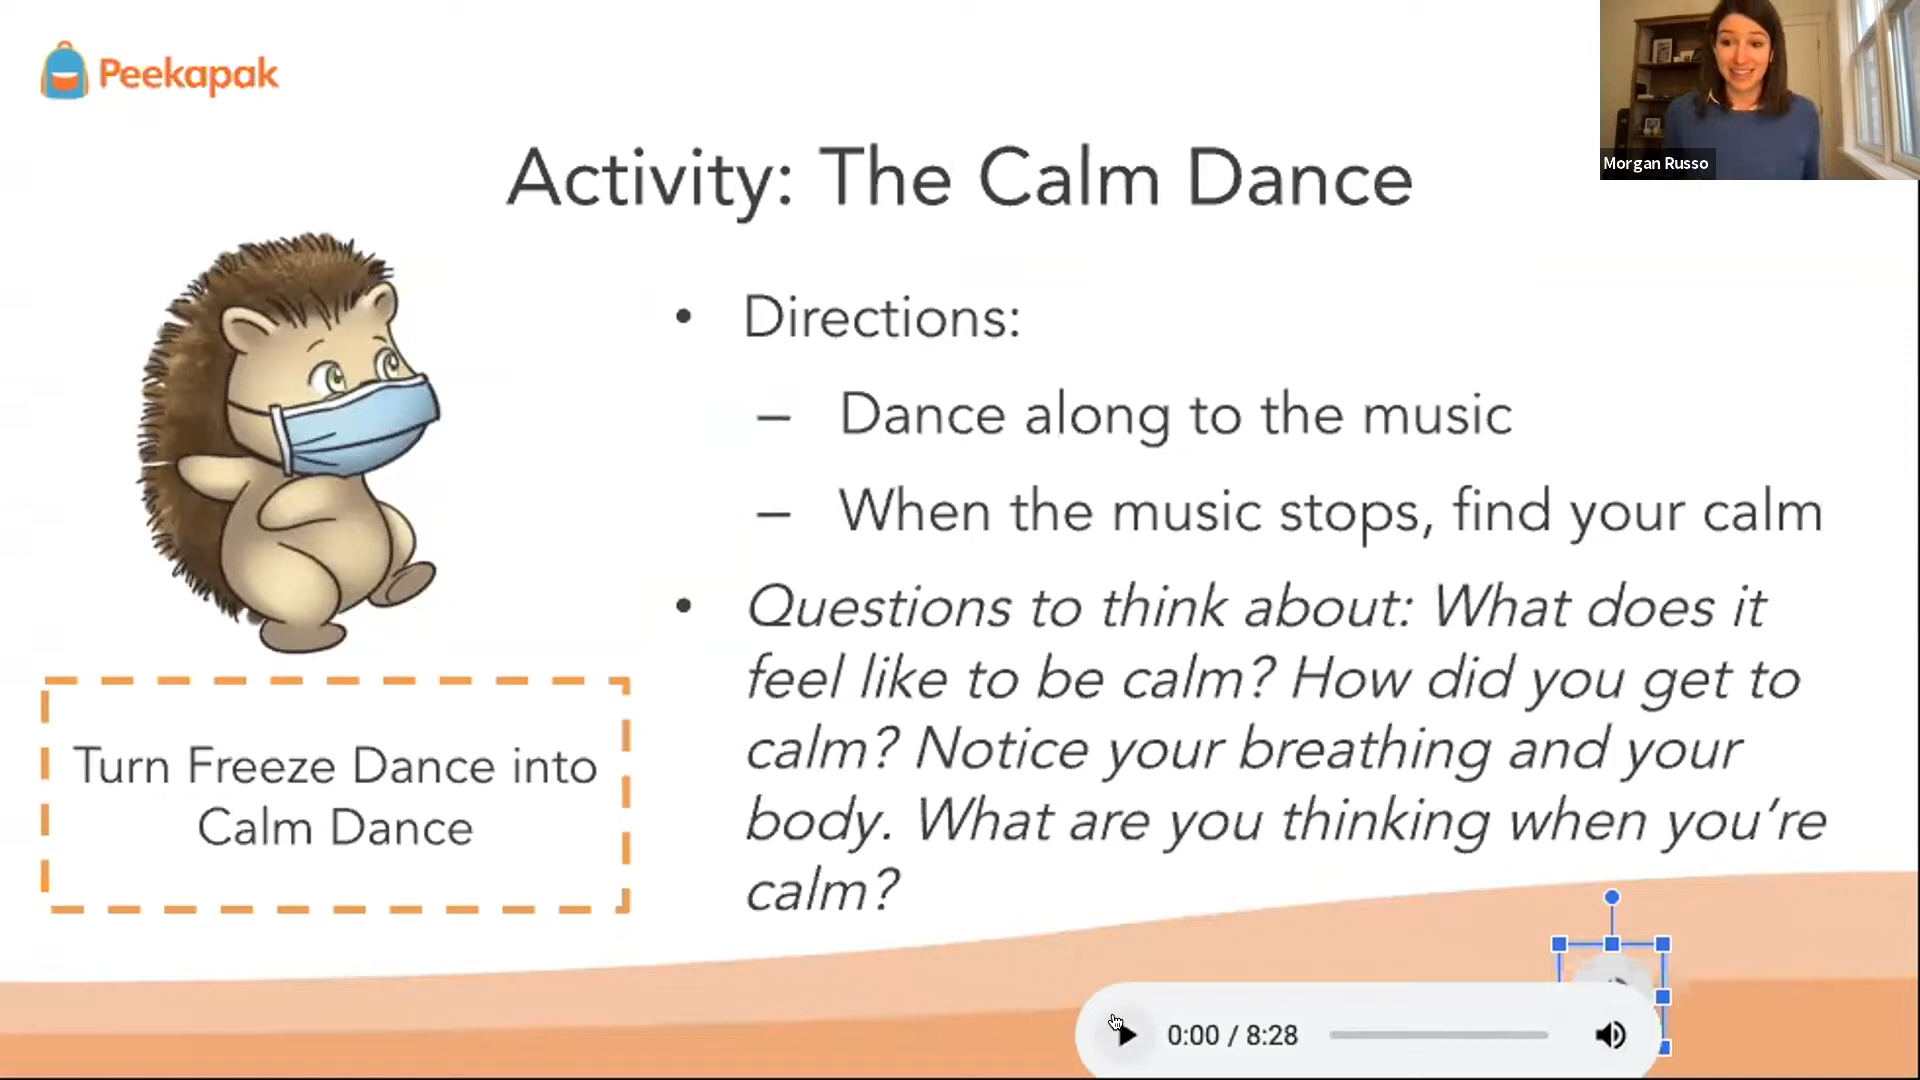 Peekapak
Morgan Russo
Activity: The Calm Dance
• Directions:
– Dance along to the music
– When the music stops, find your calm
• Questions to think about: What does it
feel like to be calm? How did you get to
calm? Notice your breathing and your
body. What are you thinking when you’re
calm?
Turn Freeze Dance into
Calm Dance
0:00 / 8:28